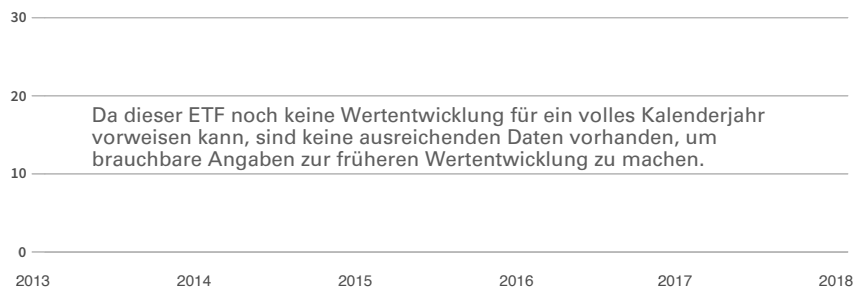 30
20
Da dieser ETF noch keine Wertentwicklung für ein volles Kalenderjahr
vorweisen kann, sind keine ausreichenden Daten vorhanden, um
brauchbare Angaben zur früheren Wertentwicklung zu machen.
10
0
2013 2014 2015 2016 2017 2018